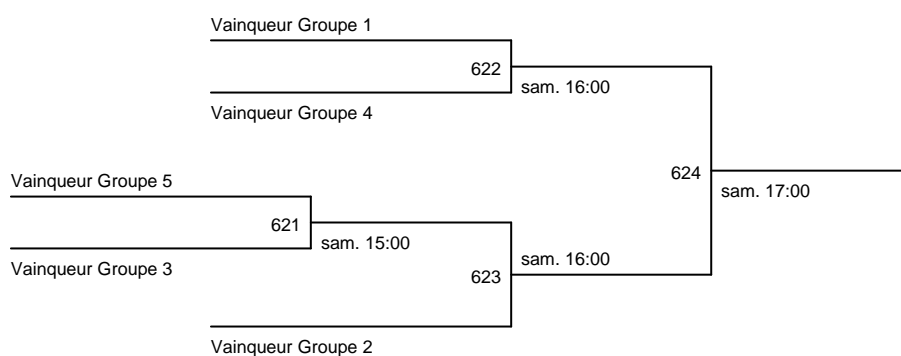 Vainqueur Groupe 1
622
sam. 16:00
Vainqueur Groupe 4
624
sam. 17:00
Vainqueur Groupe 5
621
sam. 15:00
Vainqueur Groupe 3
sam. 16:00
623
Vainqueur Groupe 2